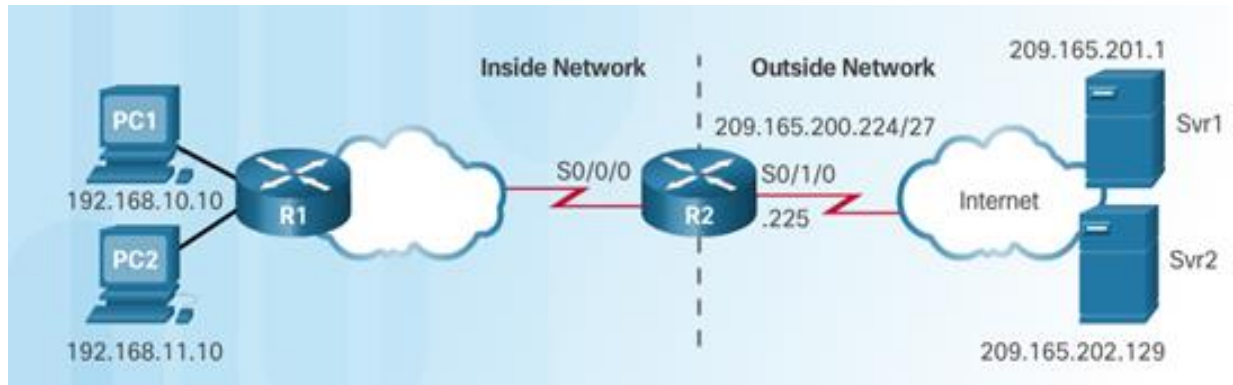 209.165.201.1
Inside Network
Outside Network
PC1
Svr1
209.165.200.224/27
S0/0/0
S0/1/0
192.168.10.10
R1
R2
.225
Internet
PC2
Svr2
192.168.11.10
209.165.202.129